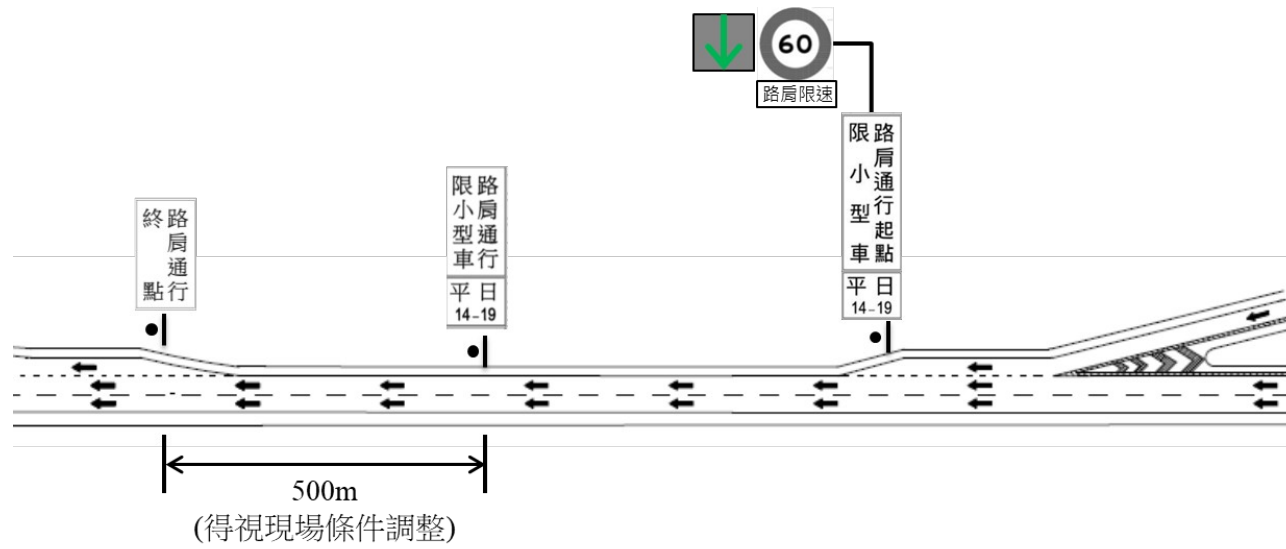 60
路肩限速
路肩通行起點
限小型車
平日
14-19
路肩通行
限小型車
平日
14-19
路肩通行
終點
500m
(得視現場條件調整)